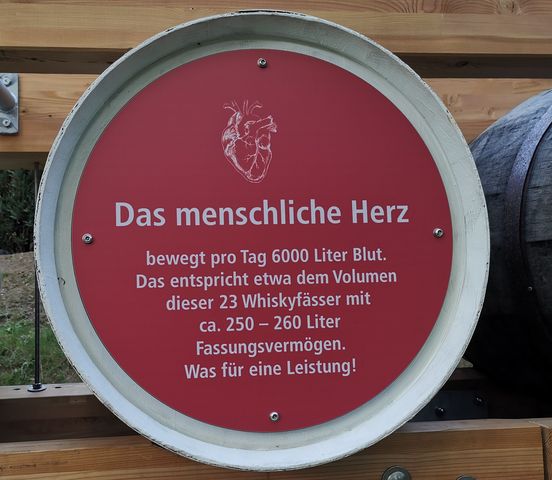 Das menschliche Herz
bewegt pro Tag 6000 Liter Blut.
Das entspricht etwa dem Volumen
dieser 23 Whiskyfässer mit
ca. 250 – 260 Liter
Fassungsvermögen.
Was für eine Leistung!